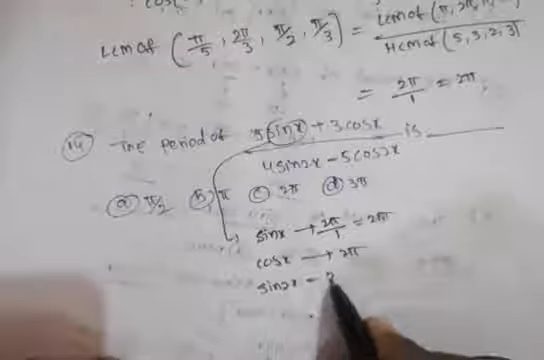 LCM of (π/5, 2π/3, π/2, π/3) = LCM of (π, 2π, π
HCM of (5, 3, 2, 3)
= 2π/1 = 2π,
(14) The period of 5 sinx + 3 cosx is
4 sin2x - 5 cos2x
(a) π/2 (b) π (c) 2π (d) 3π
sinx → 2π/1 = 2π
cosx → 2π
sin2x -